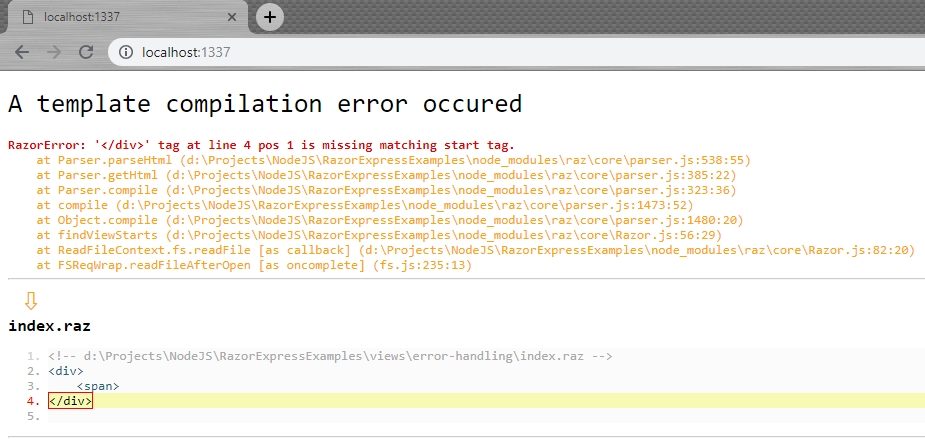 localhost:1337
localhost:1337
A template compilation error occured
RazorError: '</div>' tag at line 4 pos 1 is missing matching start tag.
at Parser.parseHtml (d:\Projects\NodeJS\RazorExpressExamples\node_modules\raz\core\parser.js:538:55)
at Parser.getHtml (d:\Projects\NodeJS\RazorExpressExamples\node_modules\raz\core\parser.js:385:22)
at Parser.compile (d:\Projects\NodeJS\RazorExpressExamples\node_modules\raz\core\parser.js:323:36)
at compile (d:\Projects\NodeJS\RazorExpressExamples\node_modules\raz\core\parser.js:1473:52)
at Object.compile (d:\Projects\NodeJS\RazorExpressExamples\node_modules\raz\core\parser.js:1480:20)
at findViewStarts (d:\Projects\NodeJS\RazorExpressExamples\node_modules\raz\core\Razor.js:56:29)
at ReadFileContext.fs.readFile [as callback] (d:\Projects\NodeJS\RazorExpressExamples\node_modules\raz\core\Razor.js:82:20)
at FSReqWrap.readFileAfterOpen [as oncomplete] (fs.js:235:13)
index.raz
1. <!-- d:\Projects\NodeJS\RazorExpressExamples\views\error-handling\index.raz -->
2. <div>
3. <span>
4. </div>
5.